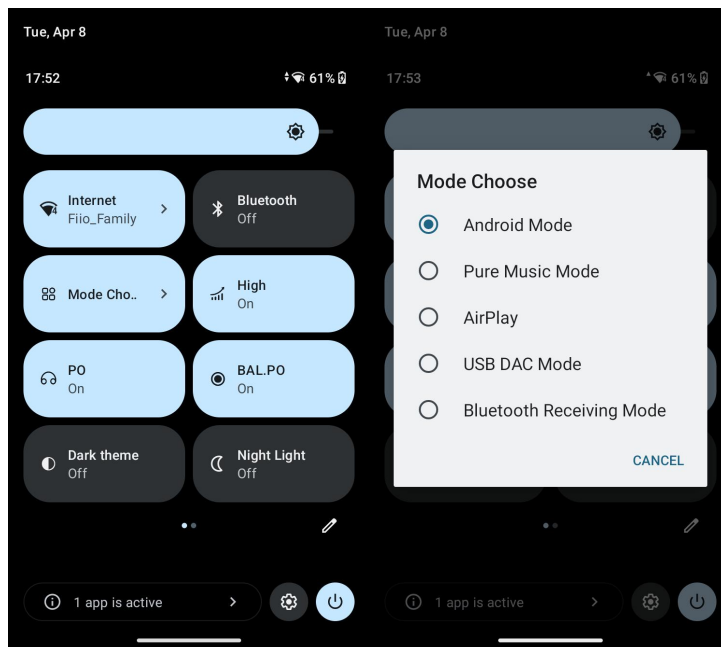 Tue, Apr 8
17:52
61%
Internet
Fiio_Family
Bluetooth
Off
Mode Cho..
High
On
PO
On
BAL.PO
On
Dark theme
Off
Night Light
Off
1 app is active
Tue, Apr 8
17:53
61%
Mode Choose
Android Mode
Pure Music Mode
AirPlay
USB DAC Mode
Bluetooth Receiving Mode
CANCEL
1 app is active